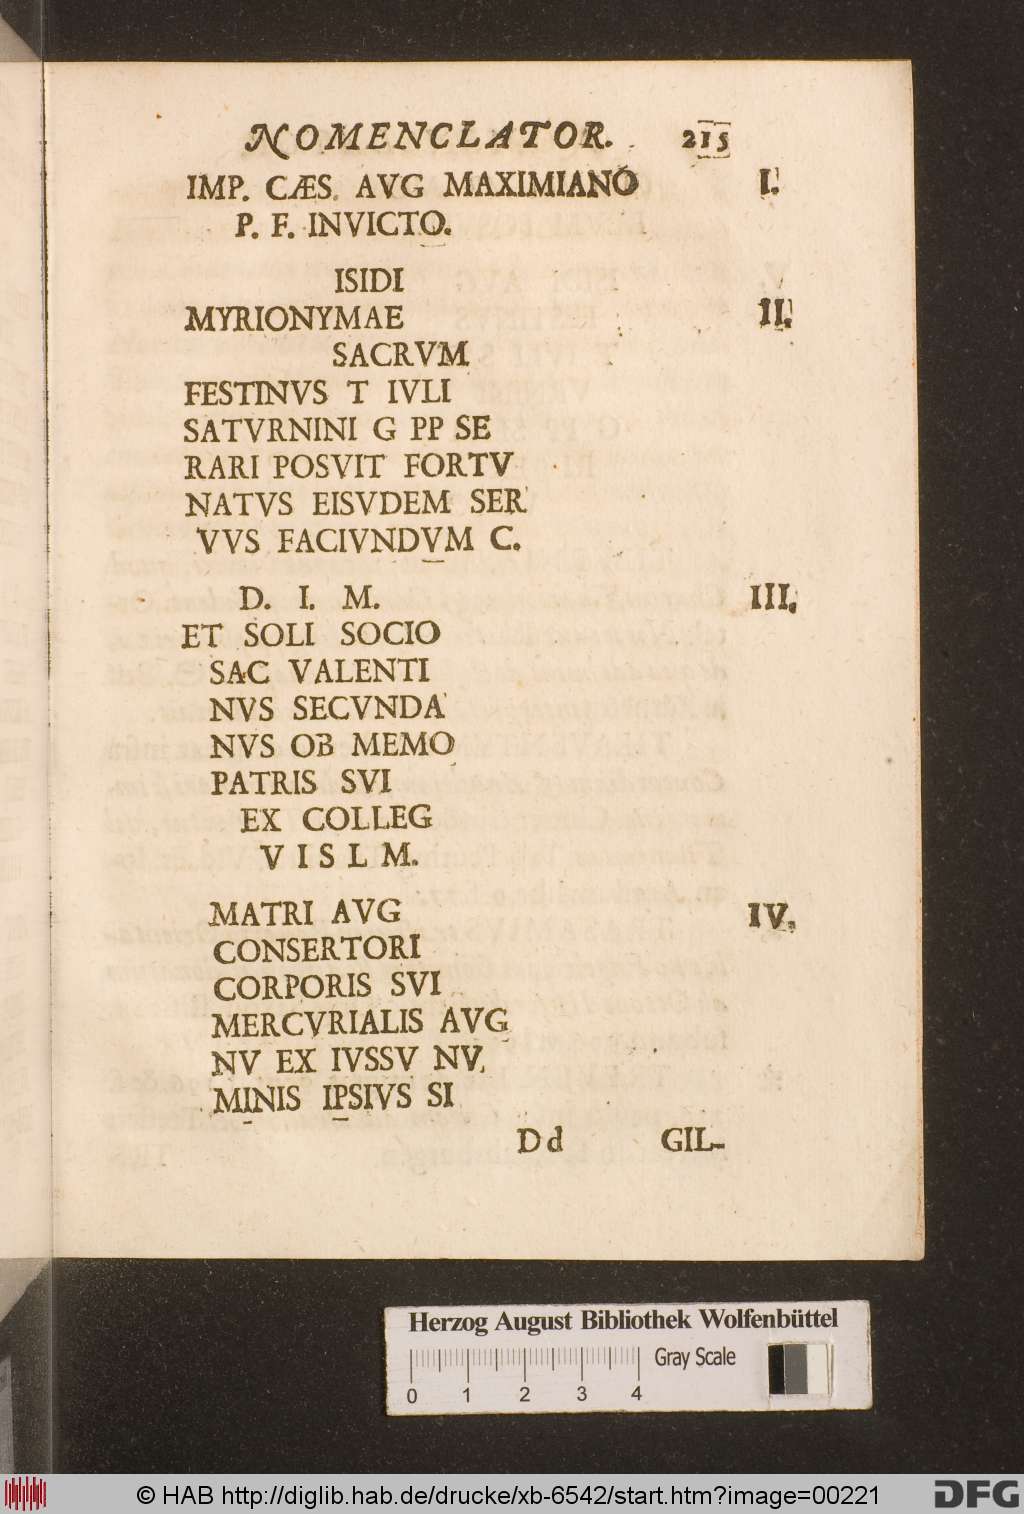 NOMENCLATOR. 215
IMP. CÆS. AVG MAXIMIANO I.
P. F. INVICTO.
ISIDI
MYRIONYMAE II.
SACRVM
FESTINVS T IVLI
SATVRNINI G PP SE
RARI POSVIT FORTV
NATVS EISVDEM SER
VVS FACIVNDVM C.
D. I. M. III.
ET SOLI SOCIO
SAC VALENTI
NVS SECVNDA
NVS OB MEMO
PATRIS SVI
EX COLLEG
V I S L M.
MATRI AVG IV.
CONSERTORI
CORPORIS SVI
MERCVRIALIS AVG
NV EX IVSSV NV,
MINIS IPSIVS SI
Dd GIL-
Herzog August Bibliothek Wolfenbüttel
Gray Scale
0 1 2 3 4
© HAB http://diglib.hab.de/drucke/xb-6542/start.htm?image=00221 DFG